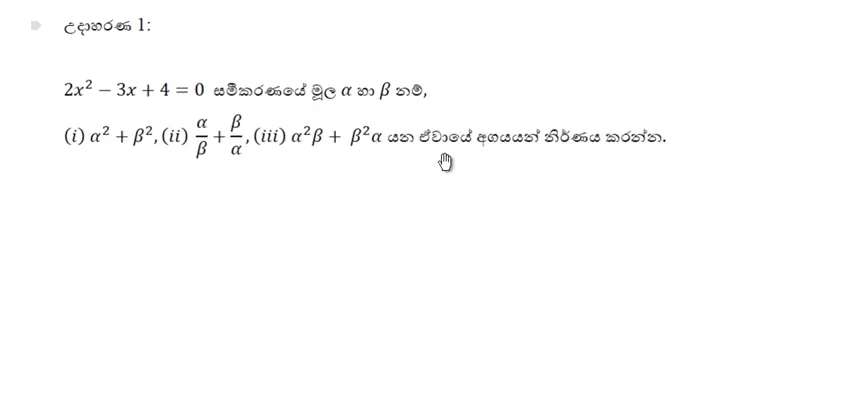 උදාහරණ 1:
2x² − 3x + 4 = 0 සමීකරණයේ මූල α හා β නම්,
(i) α² + β², (ii) α/β + β/α, (iii) α²β + β²α යන ඒවායේ අගයයන් නිර්ණය කරන්න.